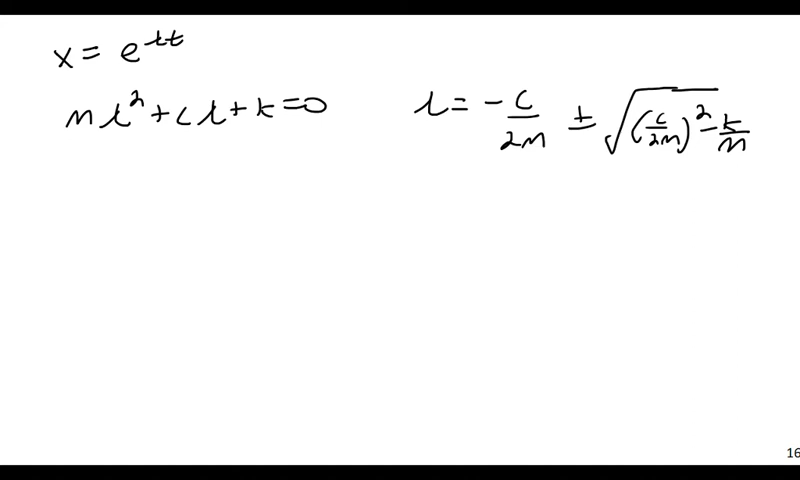 x = e^{λt}
mλ² + cλ + k = 0
λ = -c/2m ± √((c/2m)² - k/m)
16